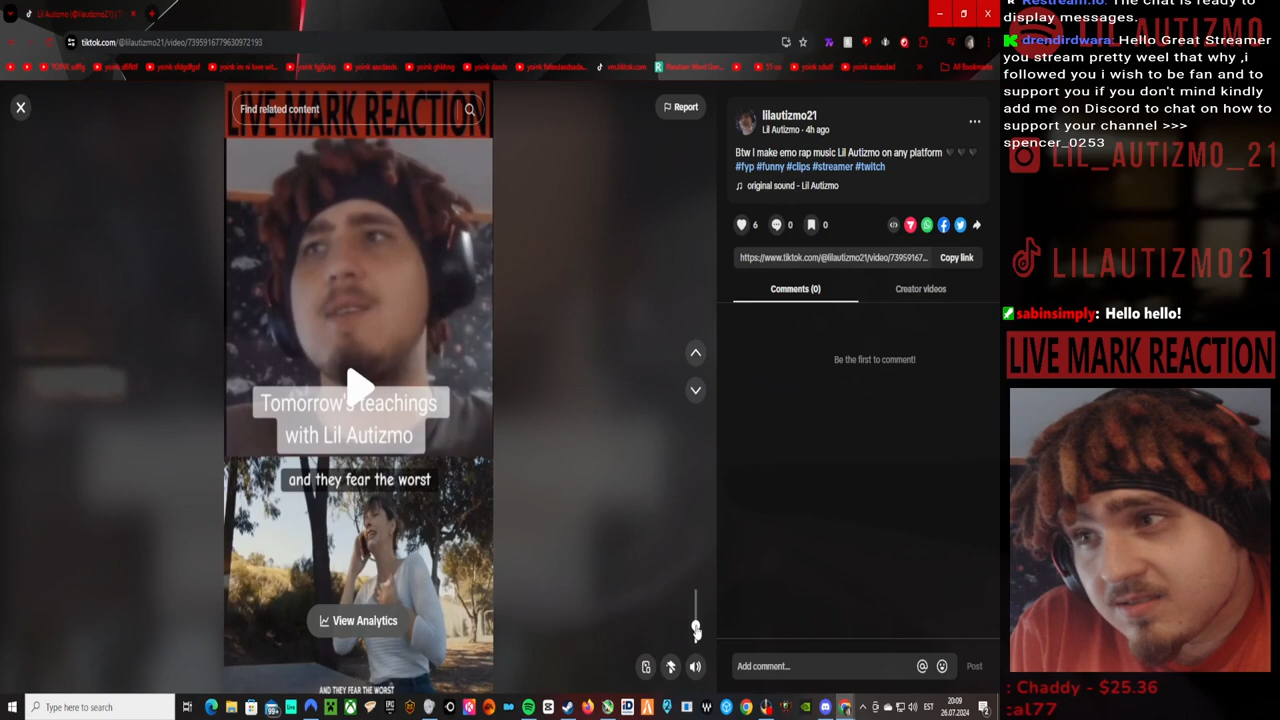 Lil Autizmo (@lilautizmo21) |
tiktok.com/@lilautizmo21/video/7395916779630972193
All Bookmarks
LIVE MARK REACTION
Find related content
Report
Tomorrow's teachings
with Lil Autizmo
and they fear the worst
View Analytics
AND THEY FEAR THE WORST
lilautizmo21
Lil Autizmo · 4h ago
Btw I make emo rap music Lil Autizmo on any platform 🖤🖤🖤
#fyp #funny #clips #streamer #twitch
original sound - Lil Autizmo
6 0 0
https://www.tiktok.com/@lilautizmo21/video/73959167...
Copy link
Comments (0)
Creator videos
Be the first to comment!
Add comment...
Post
Restream.io: The chat is ready to
display messages.
drendirdwara: Hello Great Streamer
you stream pretty weel that why ,i
followed you i wish to be fan and to
support you if you don't mind kindly
add me on Discord to chat on how to
support your channel >>>
spencer_0253
LIL_AUTIZMO_21
LILAUTIZMO21
sabinsimply: Hello hello!
LIVE MARK REACTION
: Chaddy - $25.36
cal77
Type here to search
99+
EST
20:09
26.07.2024
2